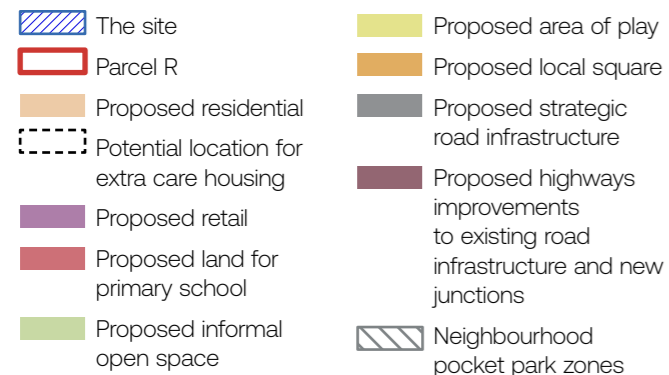 The site
Parcel R
Proposed residential
Potential location for
extra care housing
Proposed retail
Proposed land for
primary school
Proposed informal
open space
Proposed area of play
Proposed local square
Proposed strategic
road infrastructure
Proposed highways
improvements
to existing road
infrastructure and new
junctions
Neighbourhood
pocket park zones